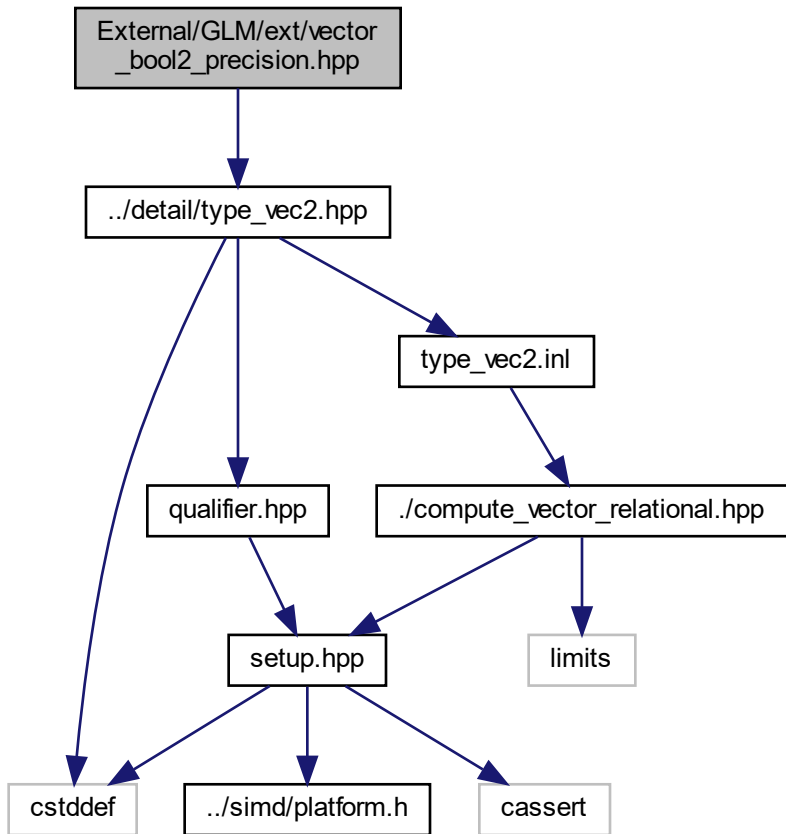 External/GLM/ext/vector
_bool2_precision.hpp
../detail/type_vec2.hpp
type_vec2.inl
qualifier.hpp
./compute_vector_relational.hpp
setup.hpp
limits
cstddef
../simd/platform.h
cassert